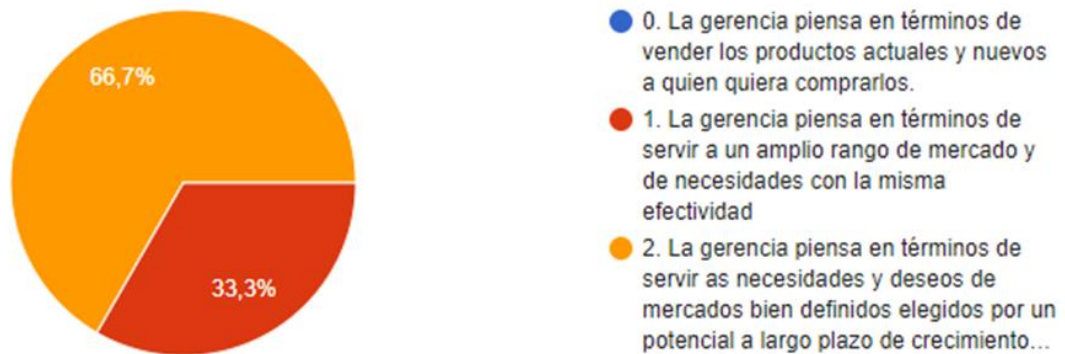 66,7%
33,3%
0. La gerencia piensa en términos de
vender los productos actuales y nuevos
a quien quiera comprarlos.
1. La gerencia piensa en términos de
servir a un amplio rango de mercado y
de necesidades con la misma
efectividad
2. La gerencia piensa en términos de
servir as necesidades y deseos de
mercados bien definidos elegidos por un
potencial a largo plazo de crecimiento...